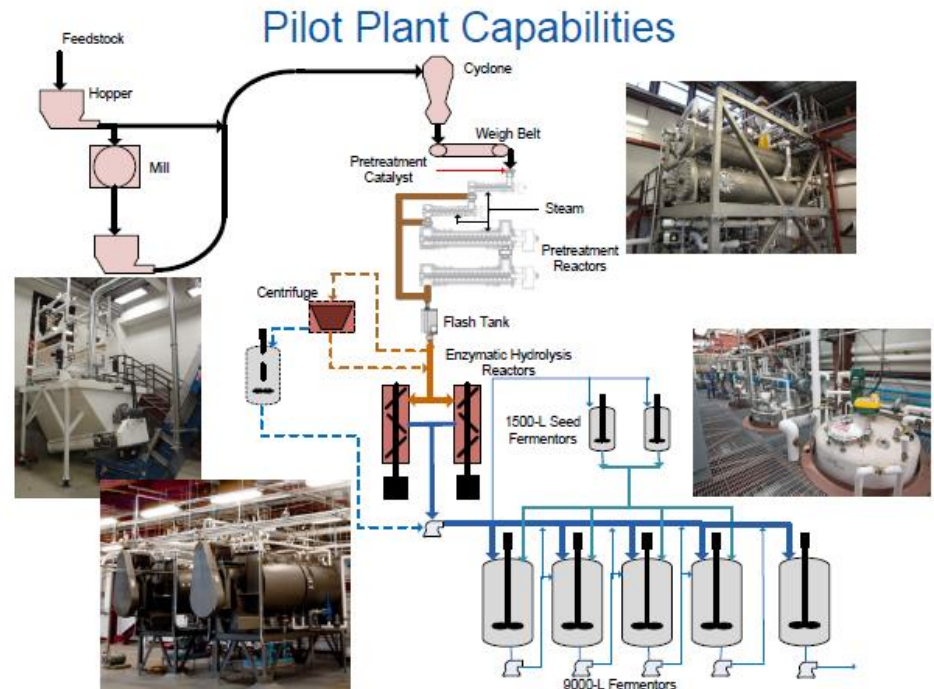 Pilot Plant Capabilities
Feedstock
Hopper
Cyclone
Mill
Weigh Belt
Pretreatment
Catalyst
Steam
Pretreatment
Reactors
Centrifuge
Flash Tank
Enzymatic Hydrolysis
Reactors
1500-L Seed
Fermentors
9000-L Fermentors